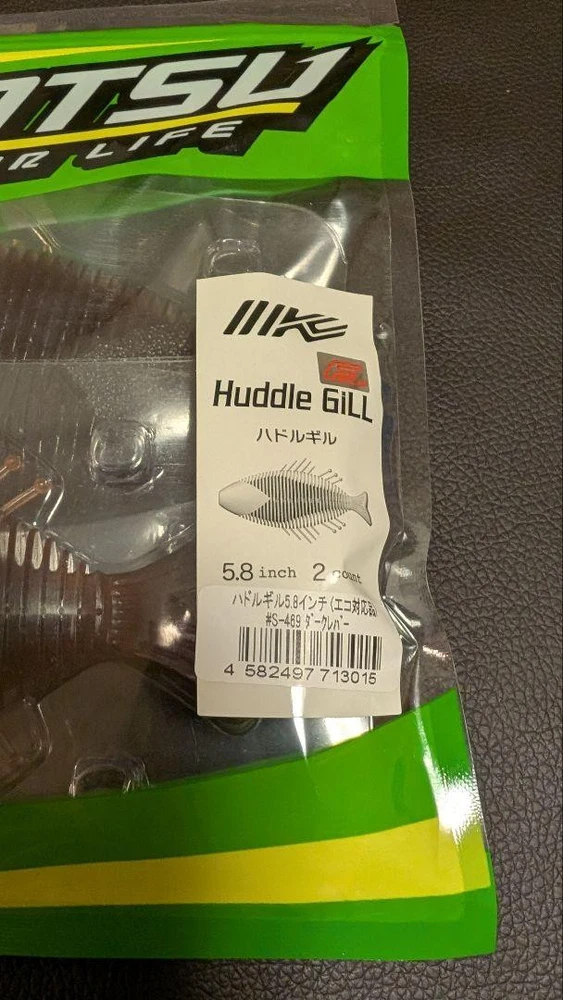 ATSU
UR LIFE
IIIKE
Huddle GiLL
ハドルギル
5.8 inch 2 count
ハドルギル5.8インチ(エコ対応品)
#S-469 ダークレバー
4 582497 713015